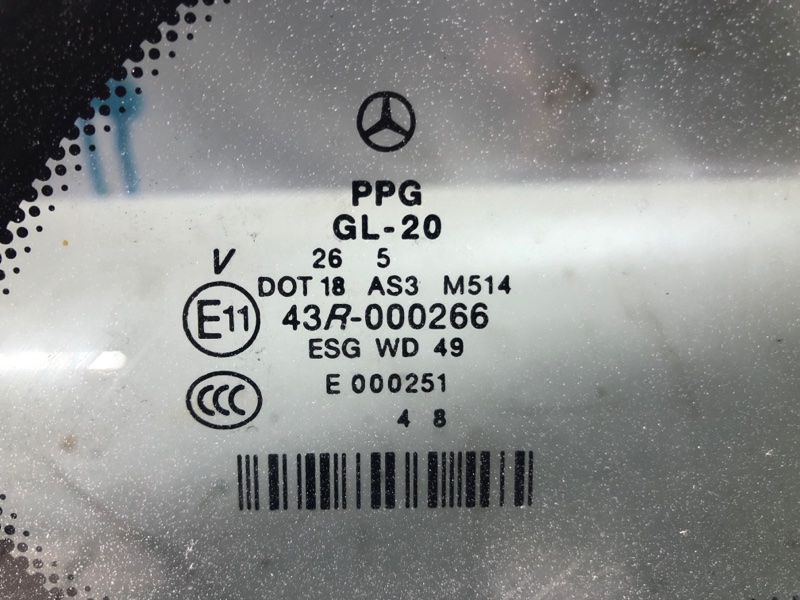 PPG
GL-20
V 26 5
DOT 18 AS3 M514
E11 43R-000266
ESG WD 49
CCC E 000251
4 8